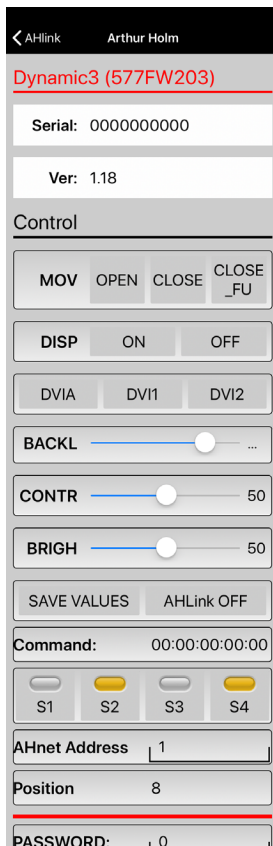 AHlink Arthur Holm
Dynamic3 (577FW203)
Serial: 0000000000
Ver: 1.18
Control
MOV OPEN CLOSE CLOSE
_FU
DISP ON OFF
DVIA DVI1 DVI2
BACKL ...
CONTR 50
BRIGH 50
SAVE VALUES AHLink OFF
Command: 00:00:00:00:00
S1 S2 S3 S4
AHnet Address 1
Position 8
PASSWORD: 0